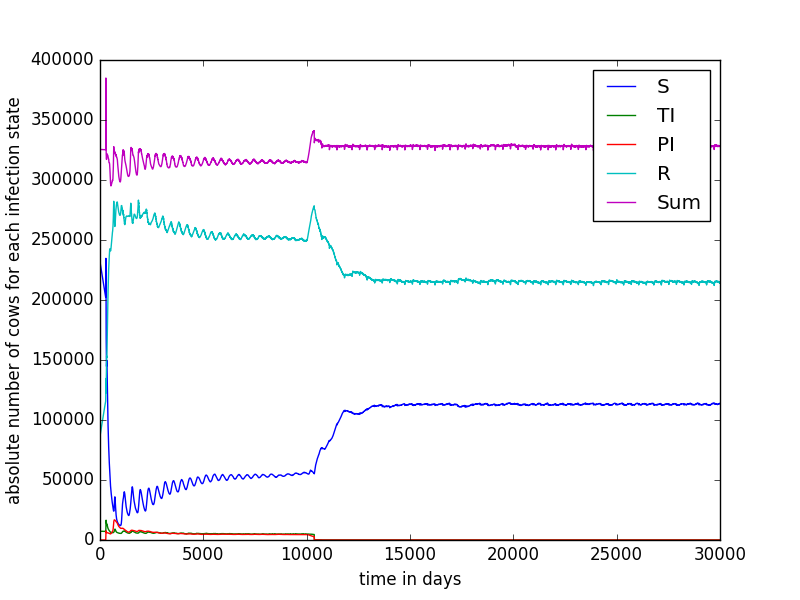 absolute number of cows for each infection state
400000
350000
300000
250000
200000
150000
100000
50000
0
0 5000 10000 15000 20000 25000 30000
time in days
S
TI
PI
R
Sum